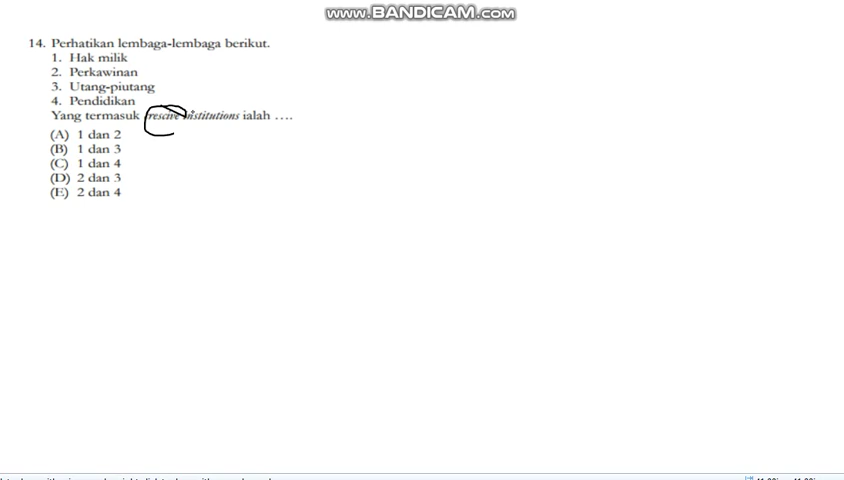 www.BANDICAM.com
14. Perhatikan lembaga-lembaga berikut.
1. Hak milik
2. Perkawinan
3. Utang-piutang
4. Pendidikan
Yang termasuk institutions ialah ....
(A) 1 dan 2
(B) 1 dan 3
(C) 1 dan 4
(D) 2 dan 3
(E) 2 dan 4